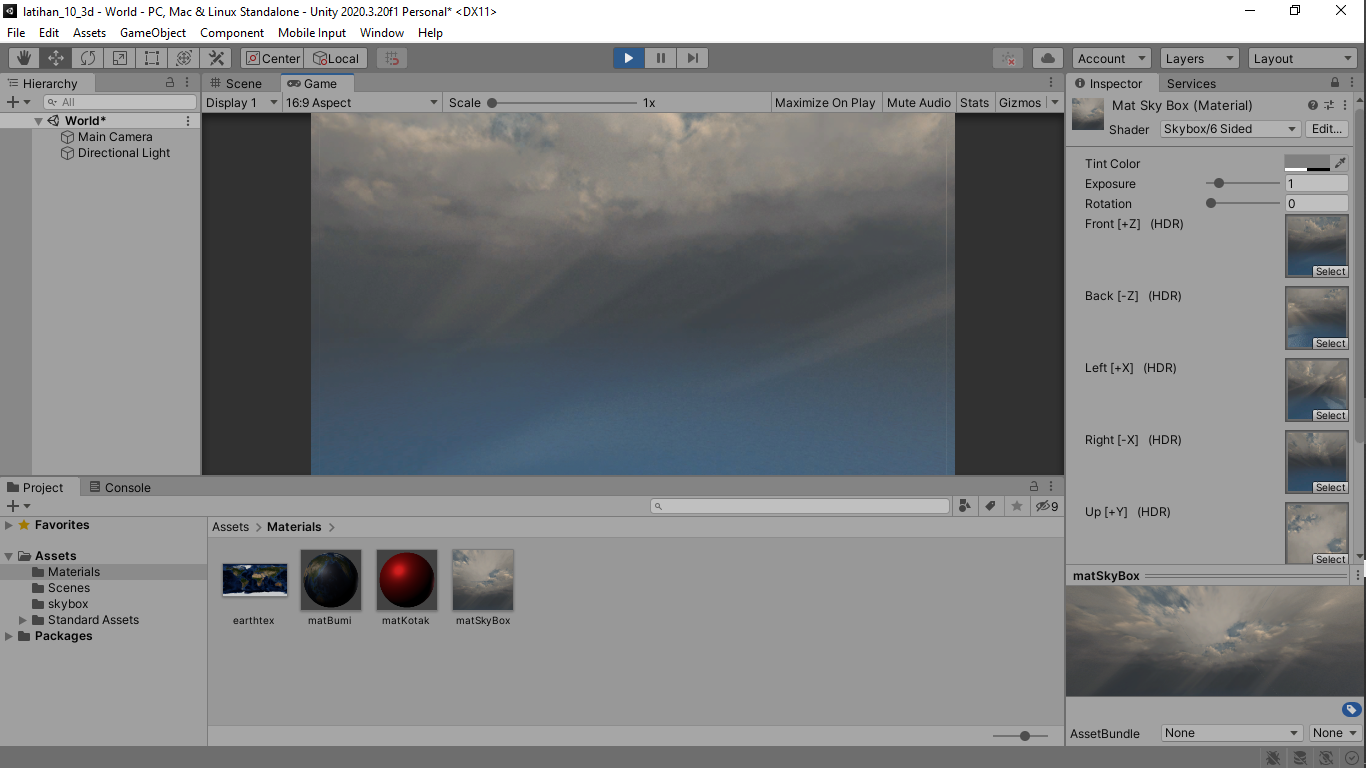 latihan_10_3d - World - PC, Mac & Linux Standalone - Unity 2020.3.20f1 Personal* <DX11>
File Edit Assets GameObject Component Mobile Input Window Help
Center Local Account Layers Layout
Hierarchy
All
World*
Main Camera
Directional Light
Scene Game
Display 1 16:9 Aspect Scale 1x Maximize On Play Mute Audio Stats Gizmos
Inspector Services
Mat Sky Box (Material)
Shader Skybox/6 Sided Edit...
Tint Color
Exposure 1
Rotation 0
Front [+Z] (HDR)
Select
Back [-Z] (HDR)
Select
Left [+X] (HDR)
Select
Right [-X] (HDR)
Select
Up [+Y] (HDR)
Select
matSkyBox
AssetBundle None None
Project Console
9
Favorites
Assets
Materials
Scenes
skybox
Standard Assets
Packages
Assets > Materials >
earthtex matBumi matKotak matSkyBox